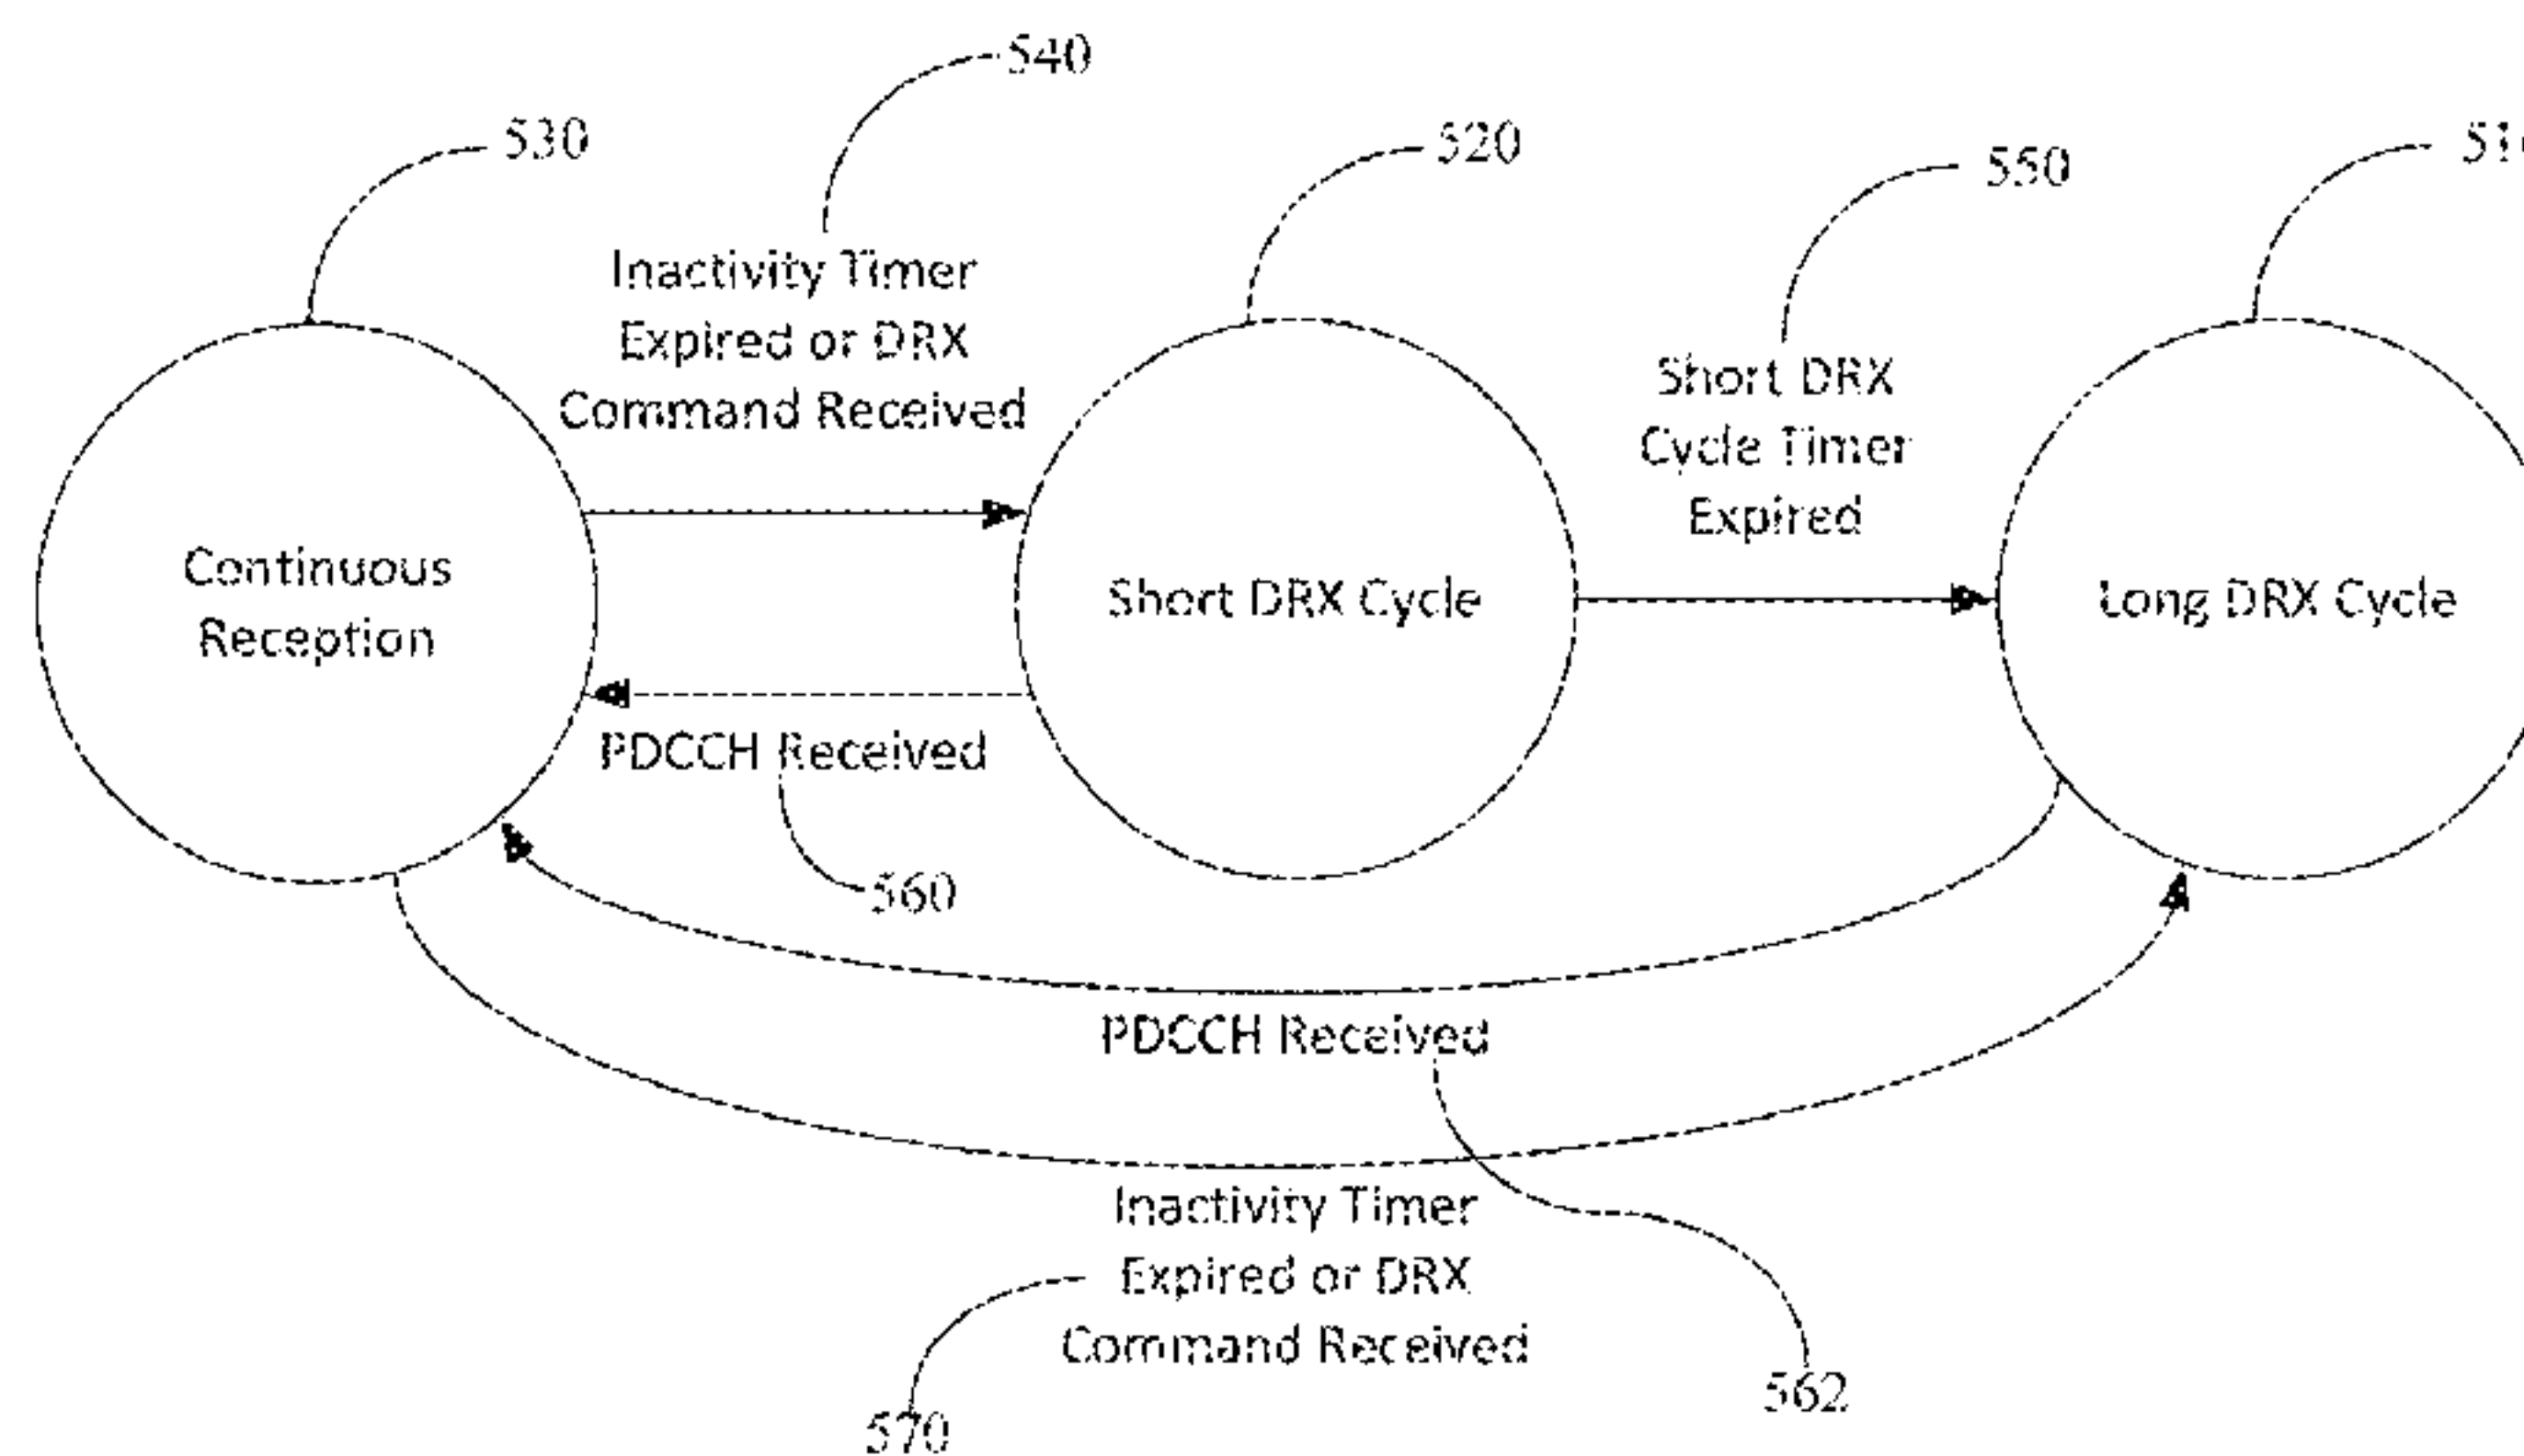 540
530
520
550
Inactivity Timer
Expired or DRX
Command Received
Short DRX
Cycle Timer
Expired
Continuous
Reception
Short DRX Cycle
Long DRX Cycle
PDCCH Received
560
PDCCH Received
Inactivity Timer
Expired or DRX
Command Received
562
570